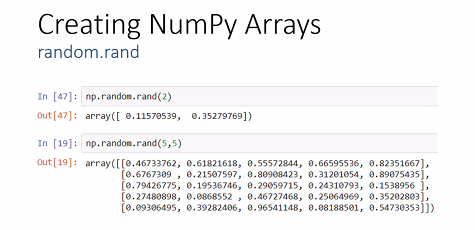 Creating NumPy Arrays
random.rand
In [47]: np.random.rand(2)
Out[47]: array([ 0.11570539,  0.35279769])
In [19]: np.random.rand(5,5)
Out[19]: array([[0.46733762, 0.61821618, 0.55572844, 0.66595536, 0.82351667],
[0.6767309 , 0.21507597, 0.80908423, 0.31201054, 0.89075435],
[0.79426775, 0.19536746, 0.29059715, 0.24310793, 0.1538956 ],
[0.27480898, 0.0868552 , 0.46727468, 0.25064969, 0.35202803],
[0.09306495, 0.39282406, 0.96541148, 0.08188501, 0.54730353]])